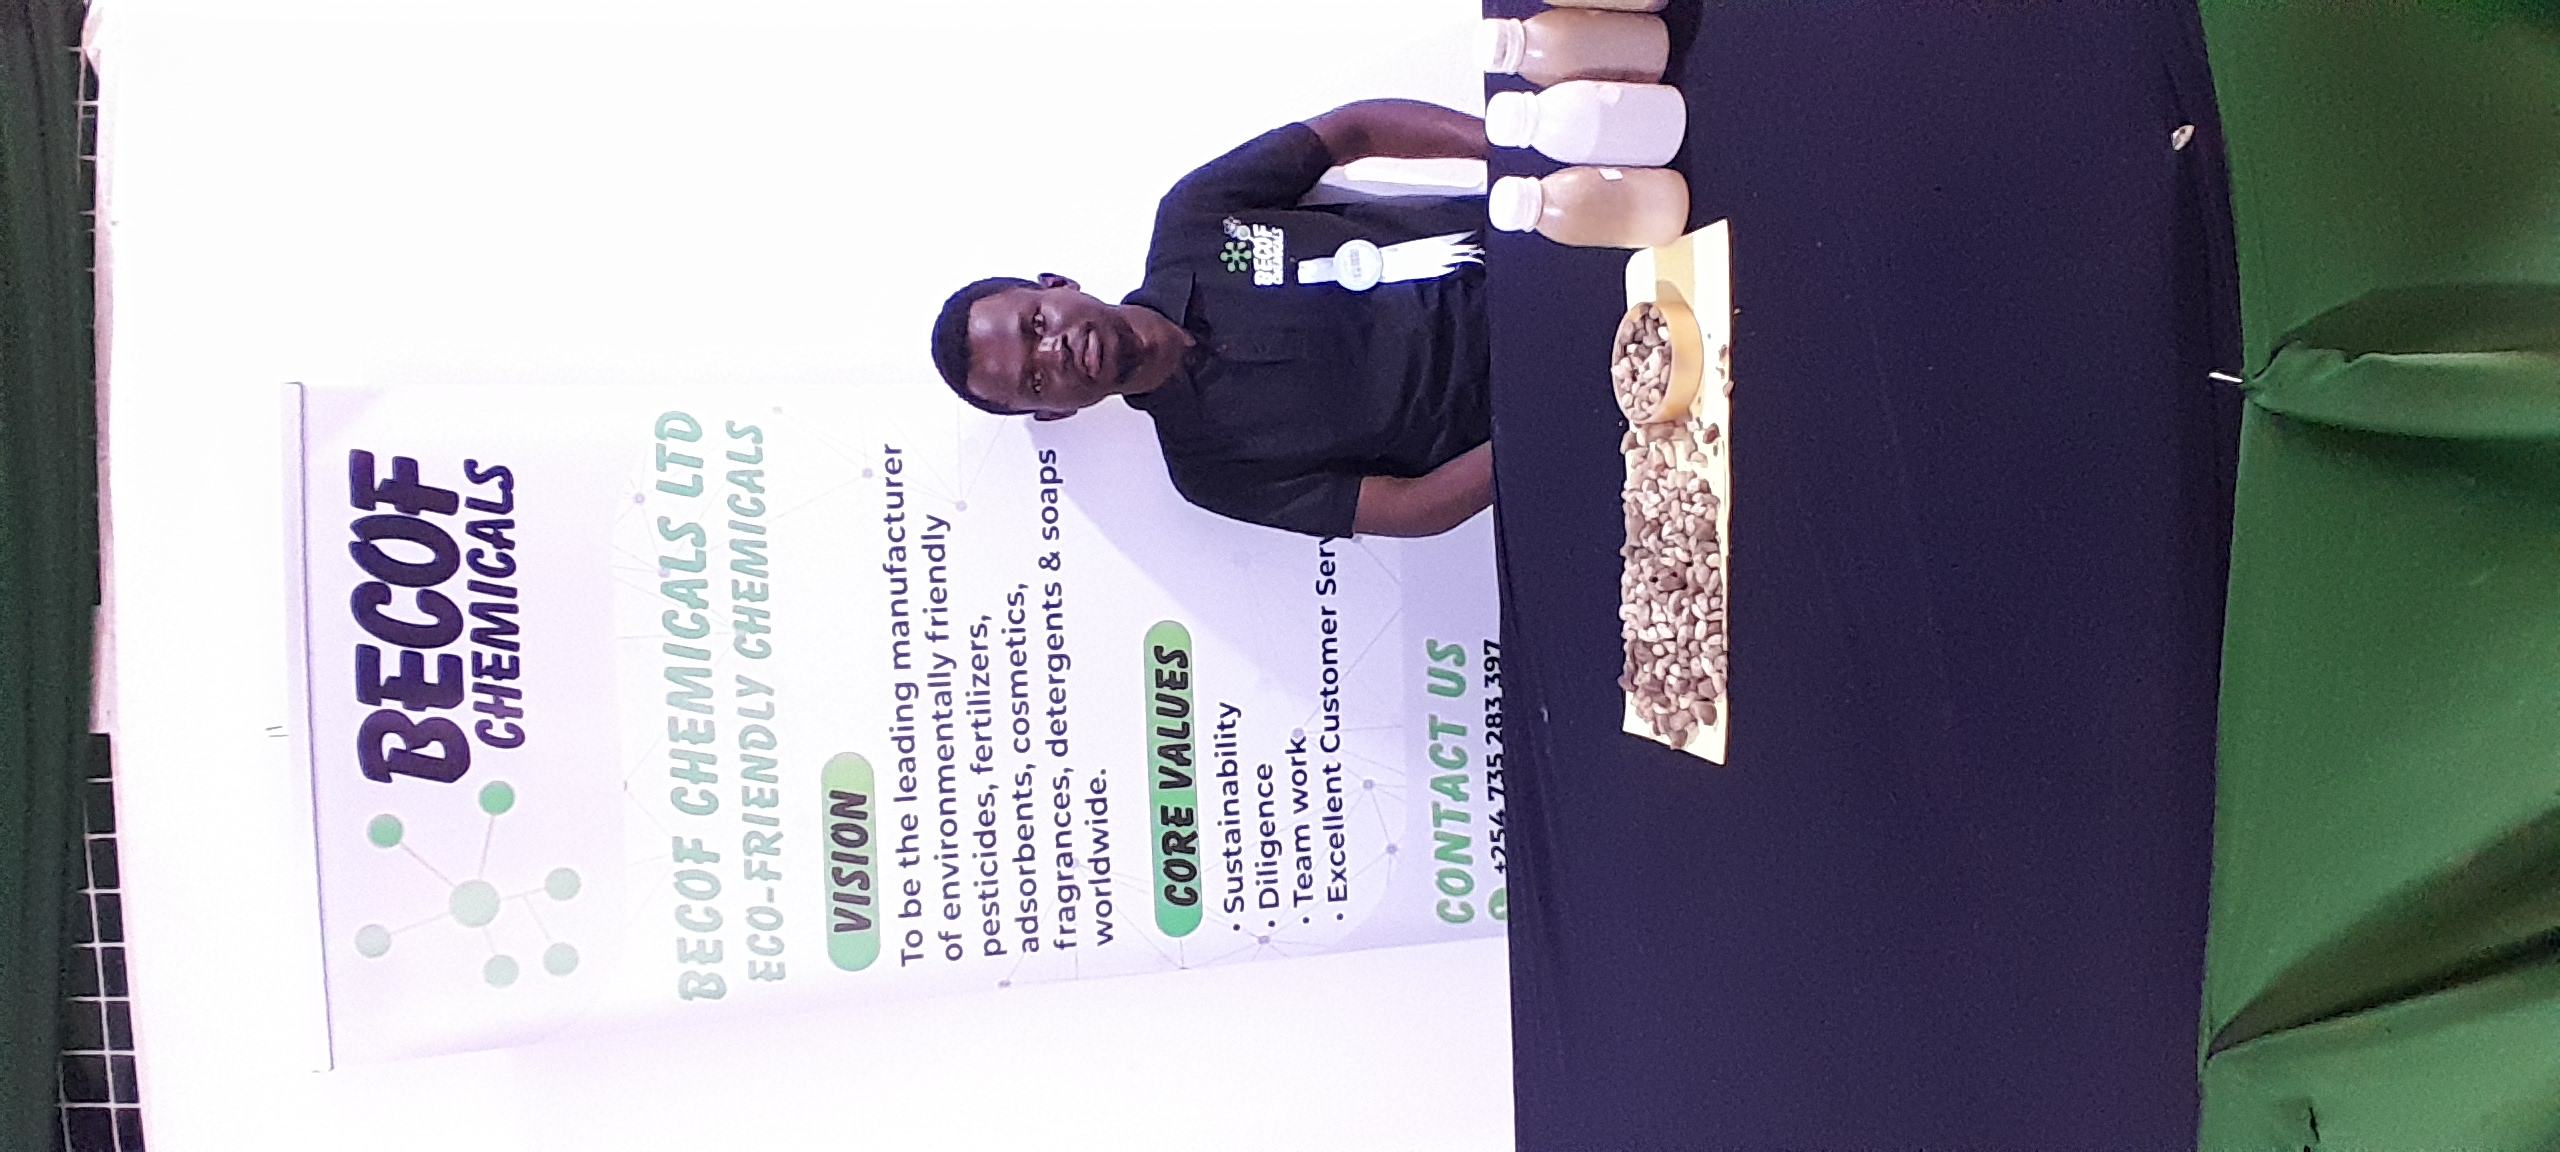 BECOF
CHEMICALS
BECOF CHEMICALS LTD
ECO-FRIENDLY CHEMICALS
VISION
To be the leading manufacturer
of environmentally friendly
pesticides, fertilizers,
adsorbents, cosmetics,
fragrances, detergents & soaps
worldwide.
CORE VALUES
• Sustainability
• Diligence
• Team work
• Excellent Customer Serv
CONTACT US
+254 735 283 397
BECOF
CHEMICALS